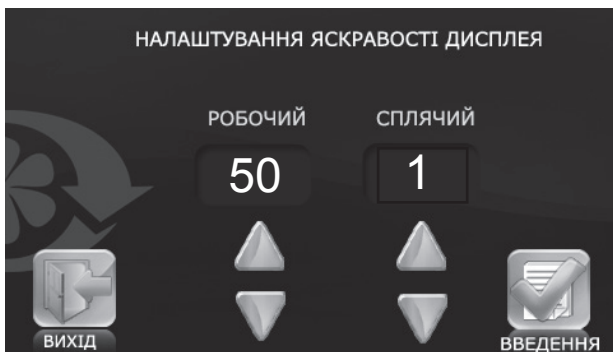 НАЛАШТУВАННЯ ЯСКРАВОСТІ ДИСПЛЕЯ
РОБОЧИЙ СПЛЯЧИЙ
50 1
ВИХІД ВВЕДЕННЯ